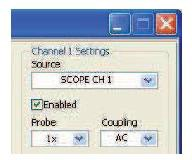 Channel 1 Settings
Source
SCOPE CH 1
Enabled
Probe Coupling
1x AC